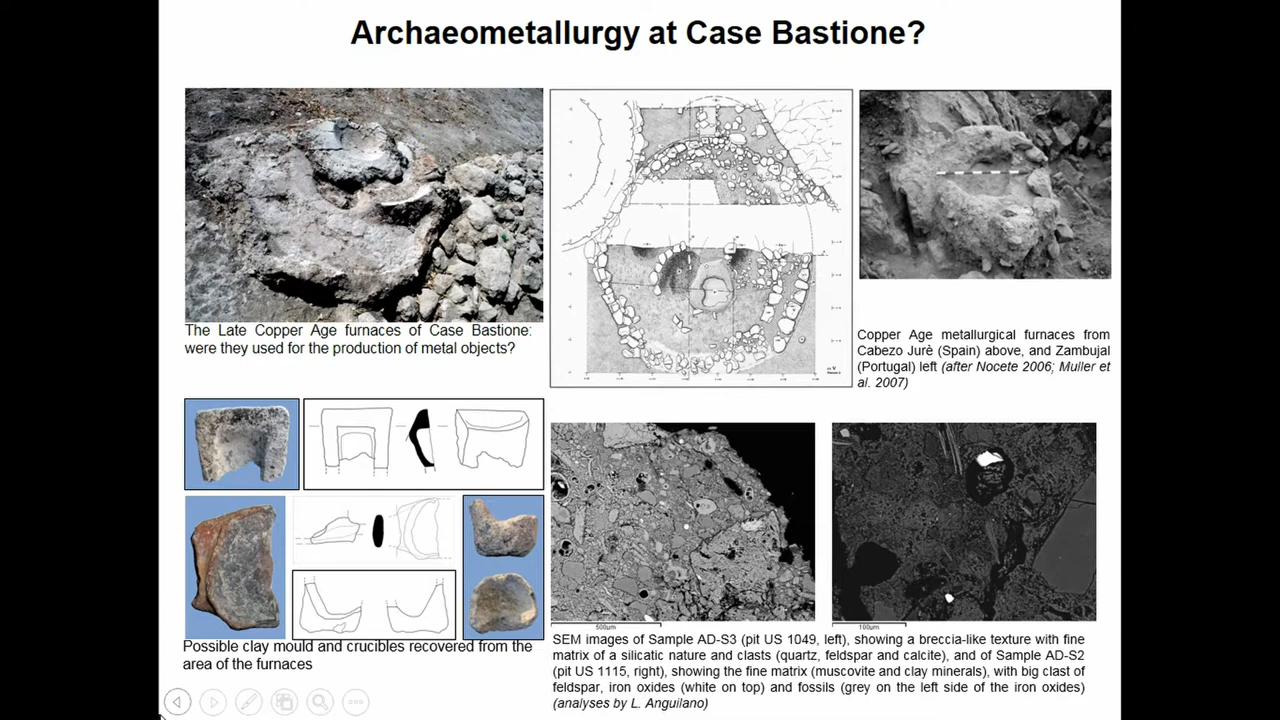 Archaeometallurgy at Case Bastione?
The Late Copper Age furnaces of Case Bastione:
were they used for the production of metal objects?
Copper Age metallurgical furnaces from
Cabezo Jurè (Spain) above, and Zambujal
(Portugal) left (after Nocete 2006; Muller et
al. 2007)
Possible clay mould and crucibles recovered from the
area of the furnaces
500µm
100µm
SEM images of Sample AD-S3 (pit US 1049, left), showing a breccia-like texture with fine
matrix of a silicatic nature and clasts (quartz, feldspar and calcite), and of Sample AD-S2
(pit US 1115, right), showing the fine matrix (muscovite and clay minerals), with big clast of
feldspar, iron oxides (white on top) and fossils (grey on the left side of the iron oxides)
(analyses by L. Anguilano)